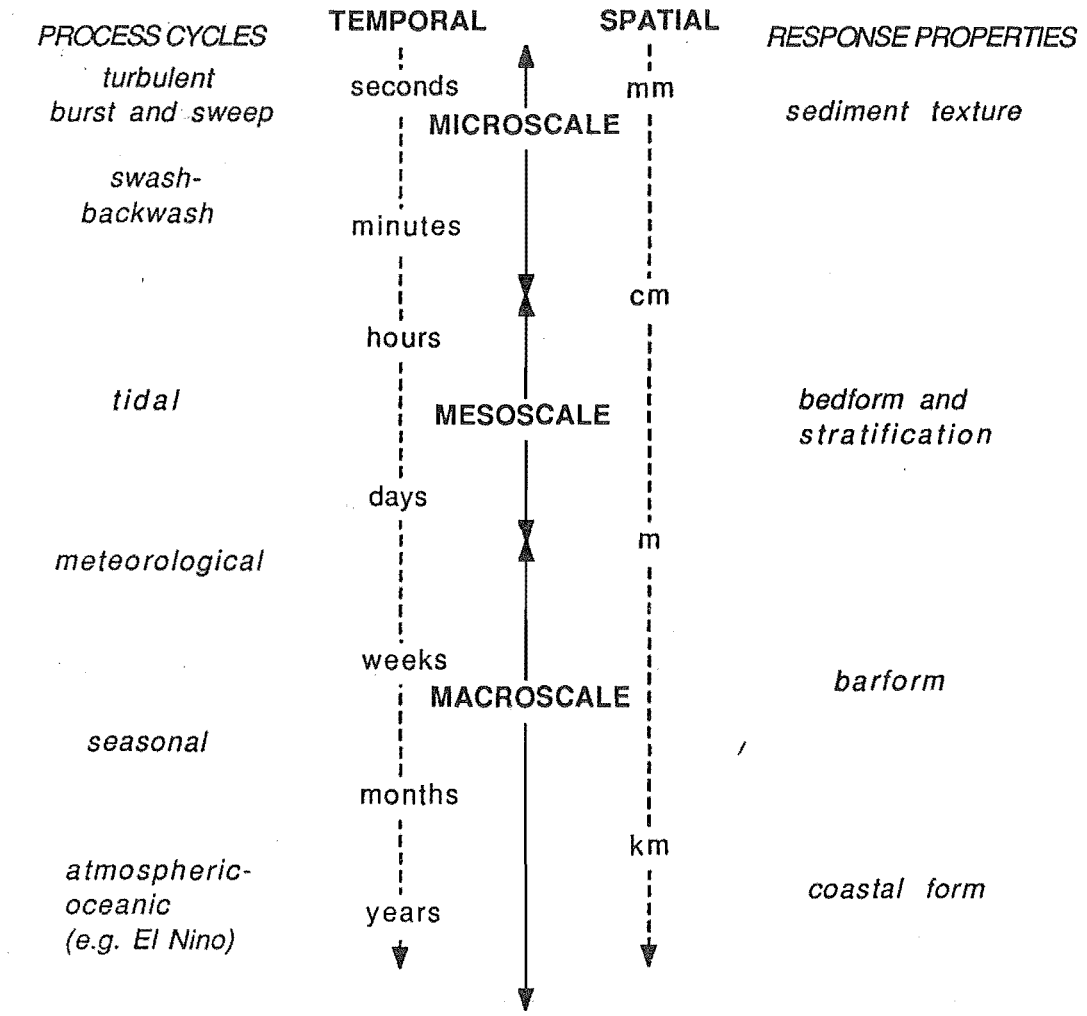 PROCESS CYCLES
TEMPORAL
SPATIAL
RESPONSE PROPERTIES
turbulent
burst and sweep
seconds
mm
MICROSCALE
sediment texture
swash-
backwash
minutes
cm
hours
tidal
MESOSCALE
bedform and
stratification
days
m
meteorological
weeks
MACROSCALE
barform
seasonal
months
km
atmospheric-
oceanic
(e.g. El Nino)
years
coastal form